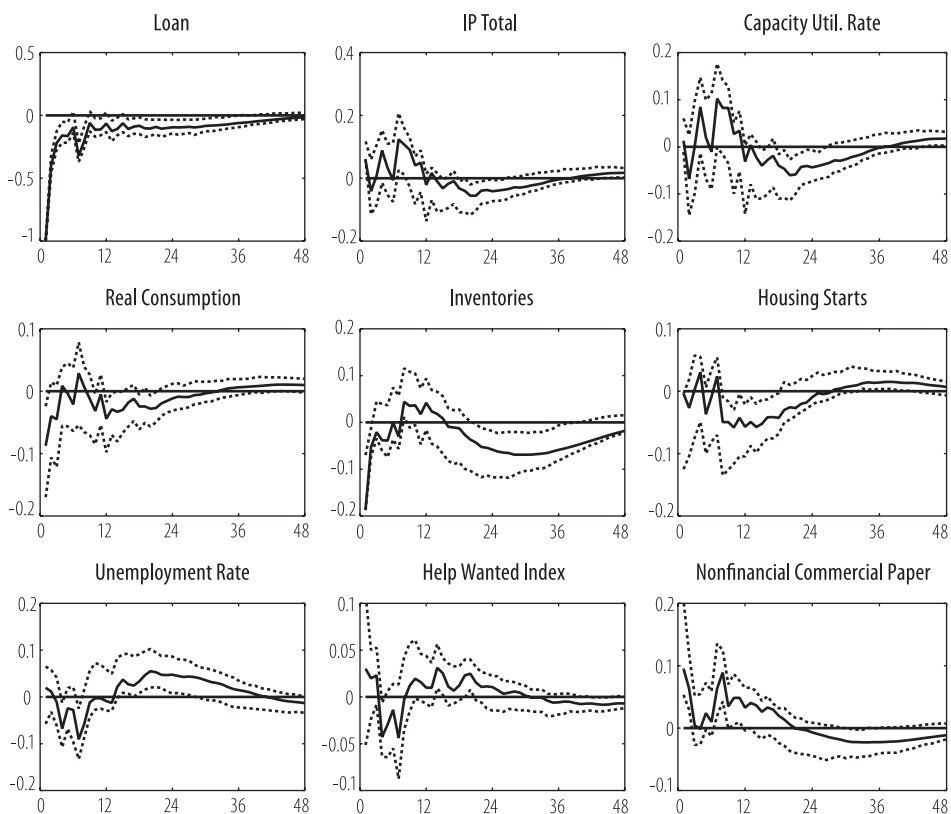 Loan
IP Total
Capacity Util. Rate
0.5
0
-0.5
-1
0 12 24 36 48
0.4
0.2
0
-0.2
0 12 24 36 48
0.2
0.1
0
-0.1
-0.2
0 12 24 36 48
Real Consumption
Inventories
Housing Starts
0.1
0
-0.1
-0.2
0 12 24 36 48
0.2
0.1
0
-0.1
-0.2
0 12 24 36 48
0.1
0
-0.1
-0.2
0 12 24 36 48
Unemployment Rate
Help Wanted Index
Nonfinancial Commercial Paper
0.2
0.1
0
-0.1
-0.2
0 12 24 36 48
0.1
0.05
0
-0.05
-0.1
0 12 24 36 48
0.2
0.1
0
-0.1
0 12 24 36 48